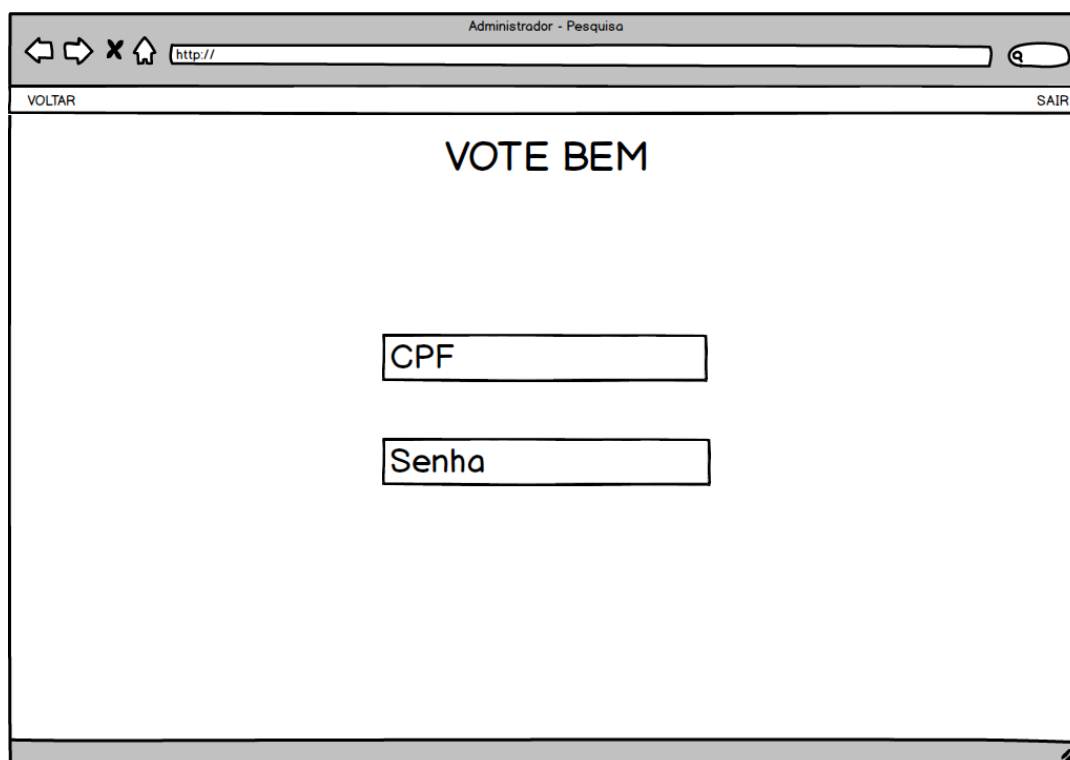 Administrador - Pesquisa
http://
VOLTAR
SAIR
VOTE BEM
CPF
Senha